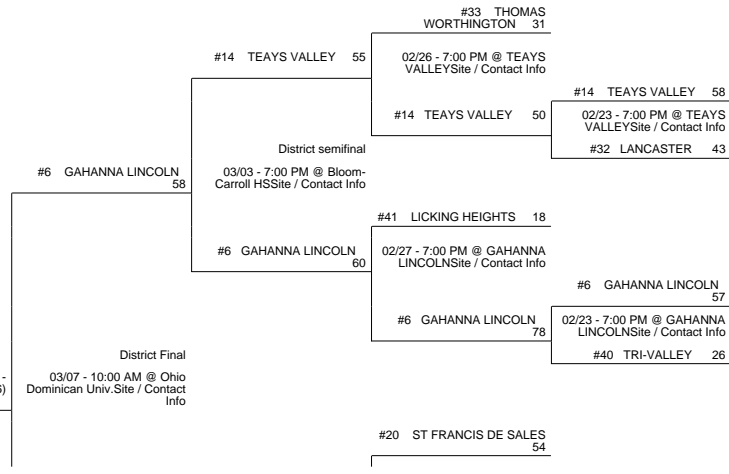 #33 THOMAS
WORTHINGTON 31
#14 TEAYS VALLEY 55
02/26 - 7:00 PM @ TEAYS
VALLEYSite / Contact Info
#14 TEAYS VALLEY 58
#14 TEAYS VALLEY 50
02/23 - 7:00 PM @ TEAYS
VALLEYSite / Contact Info
#32 LANCASTER 43
District semifinal
03/03 - 7:00 PM @ Bloom-
Carroll HSSite / Contact Info
#6 GAHANNA LINCOLN
58
#41 LICKING HEIGHTS 18
#6 GAHANNA LINCOLN
60
02/27 - 7:00 PM @ GAHANNA
LINCOLNSite / Contact Info
#6 GAHANNA LINCOLN
57
#6 GAHANNA LINCOLN
78
02/23 - 7:00 PM @ GAHANNA
LINCOLNSite / Contact Info
#40 TRI-VALLEY 26
District Final
03/07 - 10:00 AM @ Ohio
Dominican Univ.Site / Contact
Info
#20 ST FRANCIS DE SALES
54